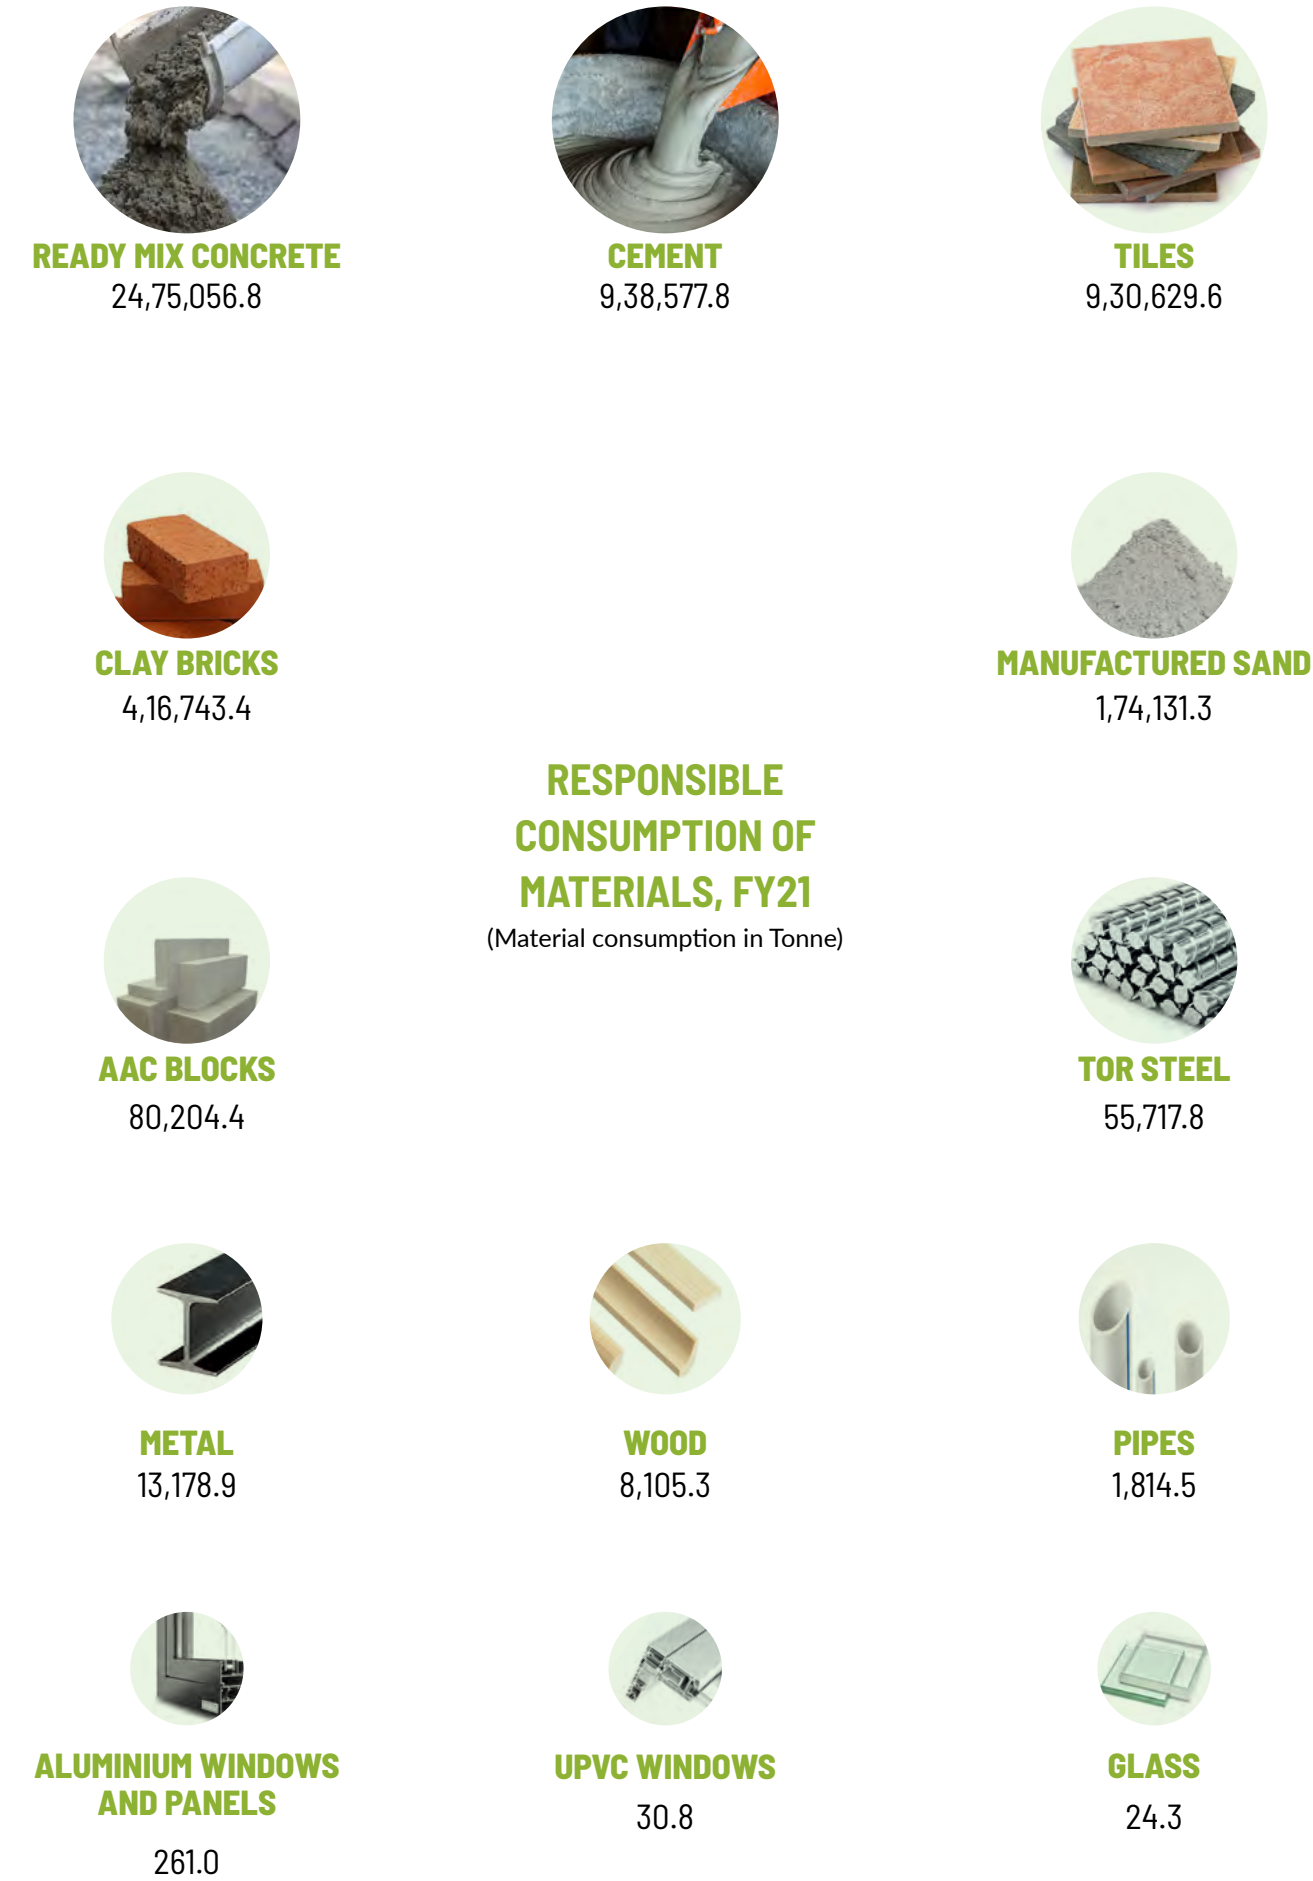 READY MIX CONCRETE
24,75,056.8
CEMENT
9,38,577.8
TILES
9,30,629.6
CLAY BRICKS
4,16,743.4
MANUFACTURED SAND
1,74,131.3
RESPONSIBLE
CONSUMPTION OF
MATERIALS, FY21
(Material consumption in Tonne)
AAC BLOCKS
80,204.4
TOR STEEL
55,717.8
METAL
13,178.9
WOOD
8,105.3
PIPES
1,814.5
ALUMINIUM WINDOWS
AND PANELS
261.0
UPVC WINDOWS
30.8
GLASS
24.3